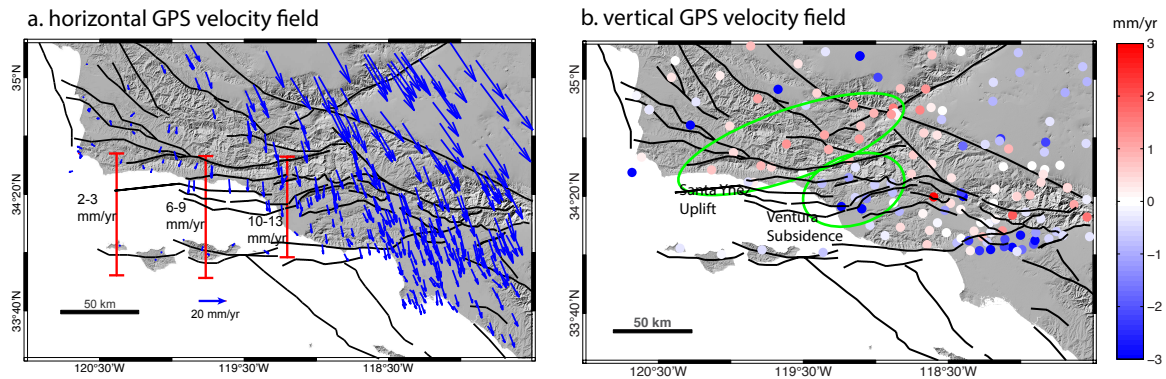 a. horizontal GPS velocity field
35°N
34°20'N
33°40'N
2-3
mm/yr
6-9
mm/yr
10-13
mm/yr
50 km
20 mm/yr
120°30'W
119°30'W
118°30'W
b. vertical GPS velocity field
35°N
34°20'N
33°40'N
Santa Ynez
Uplift
Ventura
Subsidence
50 km
120°30'W
119°30'W
118°30'W
mm/yr
3
2
1
0
-1
-2
-3